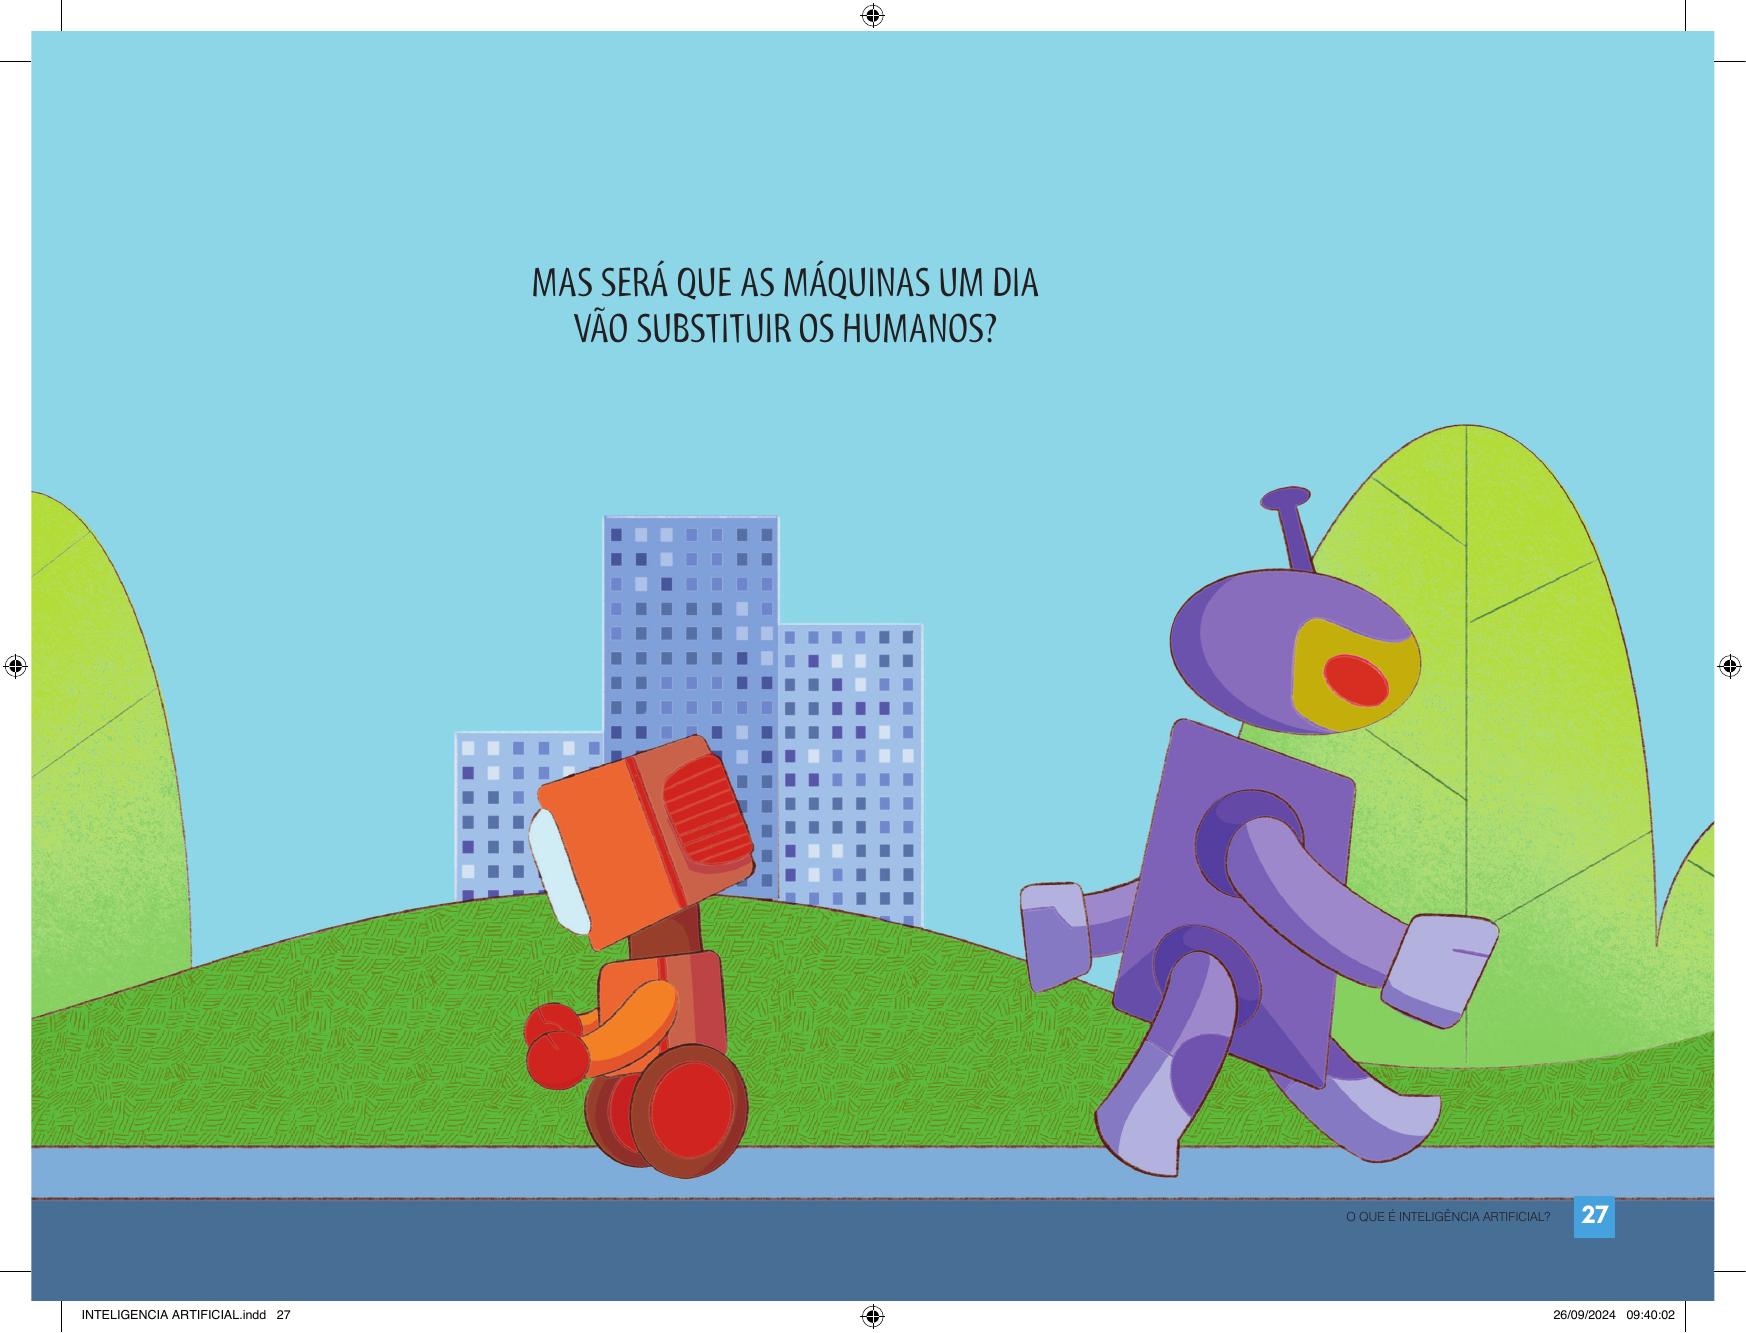 MAS SERÁ QUE AS MÁQUINAS UM DIA
VÃO SUBSTITUIR OS HUMANOS?
O QUE É INTELIGÊNCIA ARTIFICIAL? 27
INTELIGENCIA ARTIFICIAL.indd 27 26/09/2024 09:40:02